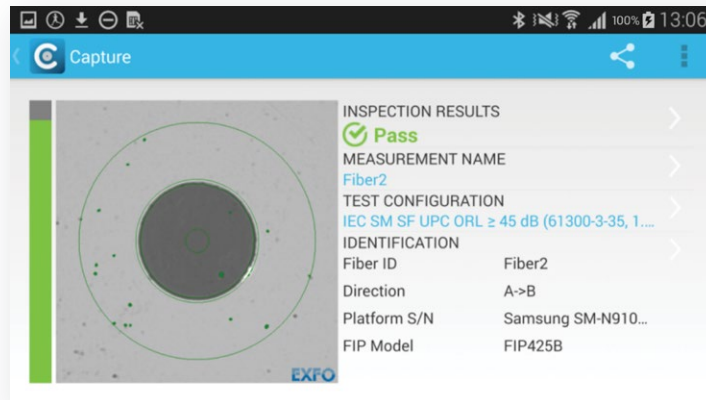 100% 13:06
Capture
INSPECTION RESULTS
Pass
MEASUREMENT NAME
Fiber2
TEST CONFIGURATION
IEC SM SF UPC ORL ≥ 45 dB (61300-3-35, 1....
IDENTIFICATION
Fiber ID Fiber2
Direction A->B
Platform S/N Samsung SM-N910...
FIP Model FIP425B
EXFO